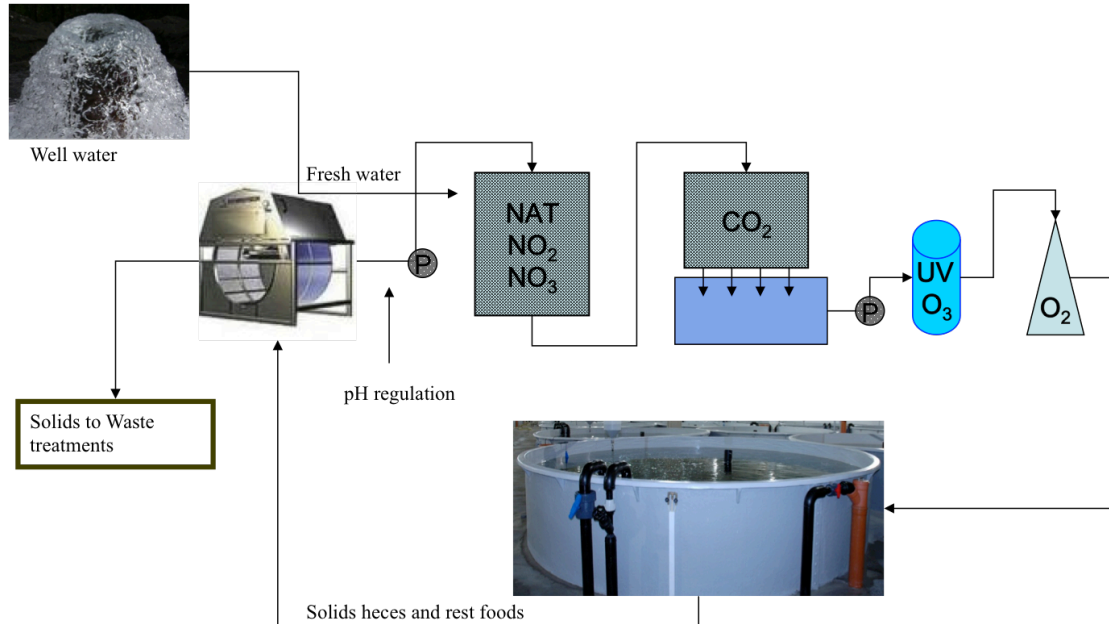 Well water
Fresh water
P
NAT
NO₂
NO₃
CO₂
P
UV
O₃
O₂
pH regulation
Solids to Waste
treatments
Solids heces and rest foods